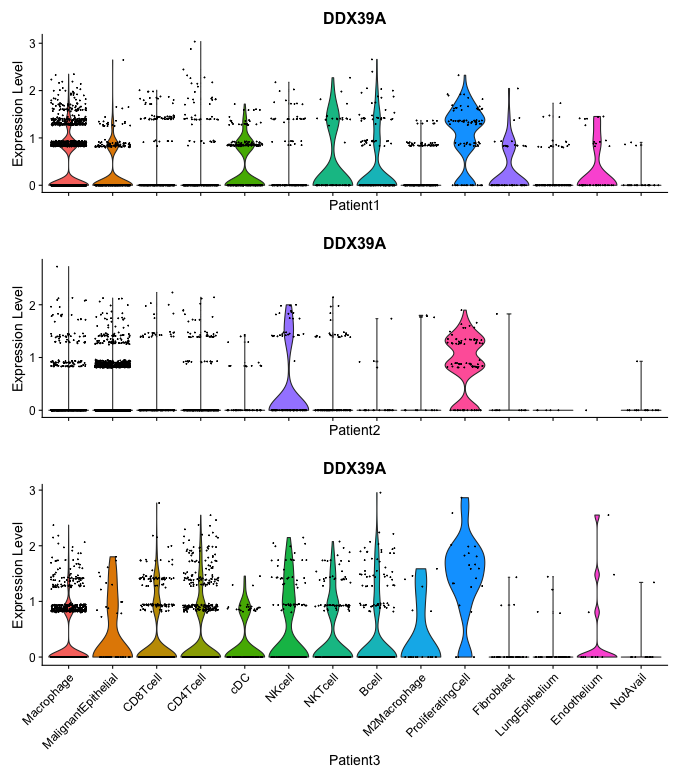 DDX39A
Expression Level
3
2
1
0
Patient1
DDX39A
Expression Level
2
1
0
Patient2
DDX39A
Expression Level
3
2
1
0
Macrophage
MalignantEpithelial
CD8Tcell
CD4Tcell
cDC
NKcell
NKTcell
Bcell
M2Macrophage
ProliferatingCell
Fibroblast
LungEpithelium
Endothelium
NotAvail
Patient3